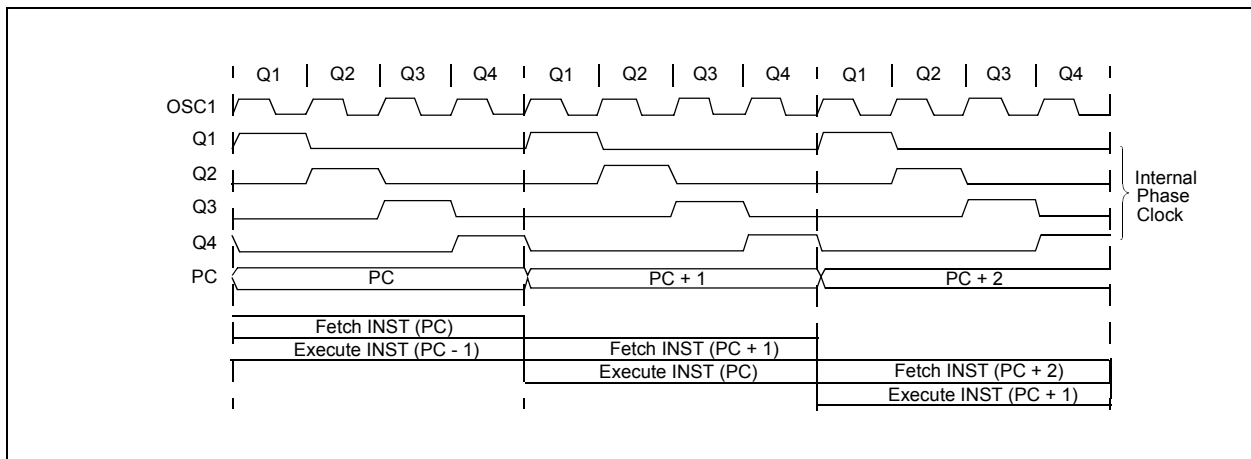 Q1 Q2 Q3 Q4 Q1 Q2 Q3 Q4 Q1 Q2 Q3 Q4
OSC1
Q1
Q2
Q3
Q4
Internal
Phase
Clock
PC PC PC + 1 PC + 2
Fetch INST (PC)
Execute INST (PC - 1) Fetch INST (PC + 1)
Execute INST (PC) Fetch INST (PC + 2)
Execute INST (PC + 1)